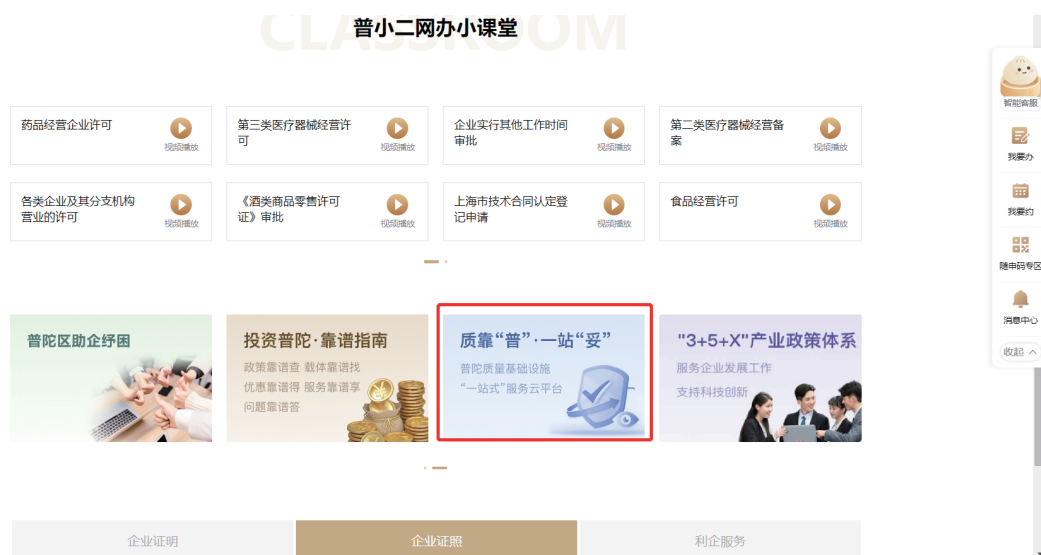 CLASSROOM
普小二网办小课堂
药品经营企业许可
视频播放
第三类医疗器械经营许
可
视频播放
企业实行其他工作时间
审批
视频播放
第二类医疗器械经营备
案
视频播放
各类企业及其分支机构
营业的许可
视频播放
《酒类商品零售许可
证》审批
视频播放
上海市技术合同认定登
记申请
视频播放
食品经营许可
视频播放
普陀区助企纾困
投资普陀·靠谱指南
政策靠谱查 载体靠谱找
优惠靠谱得 服务靠谱享
问题靠谱答
质靠“普”·一站“妥”
普陀质量基础设施
“一站式”服务云平台
"3+5+X"产业政策体系
服务企业发展工作
支持科技创新
企业证明
企业证照
利企服务
智能客服
我要办
我要约
随申码专区
消息中心
收起